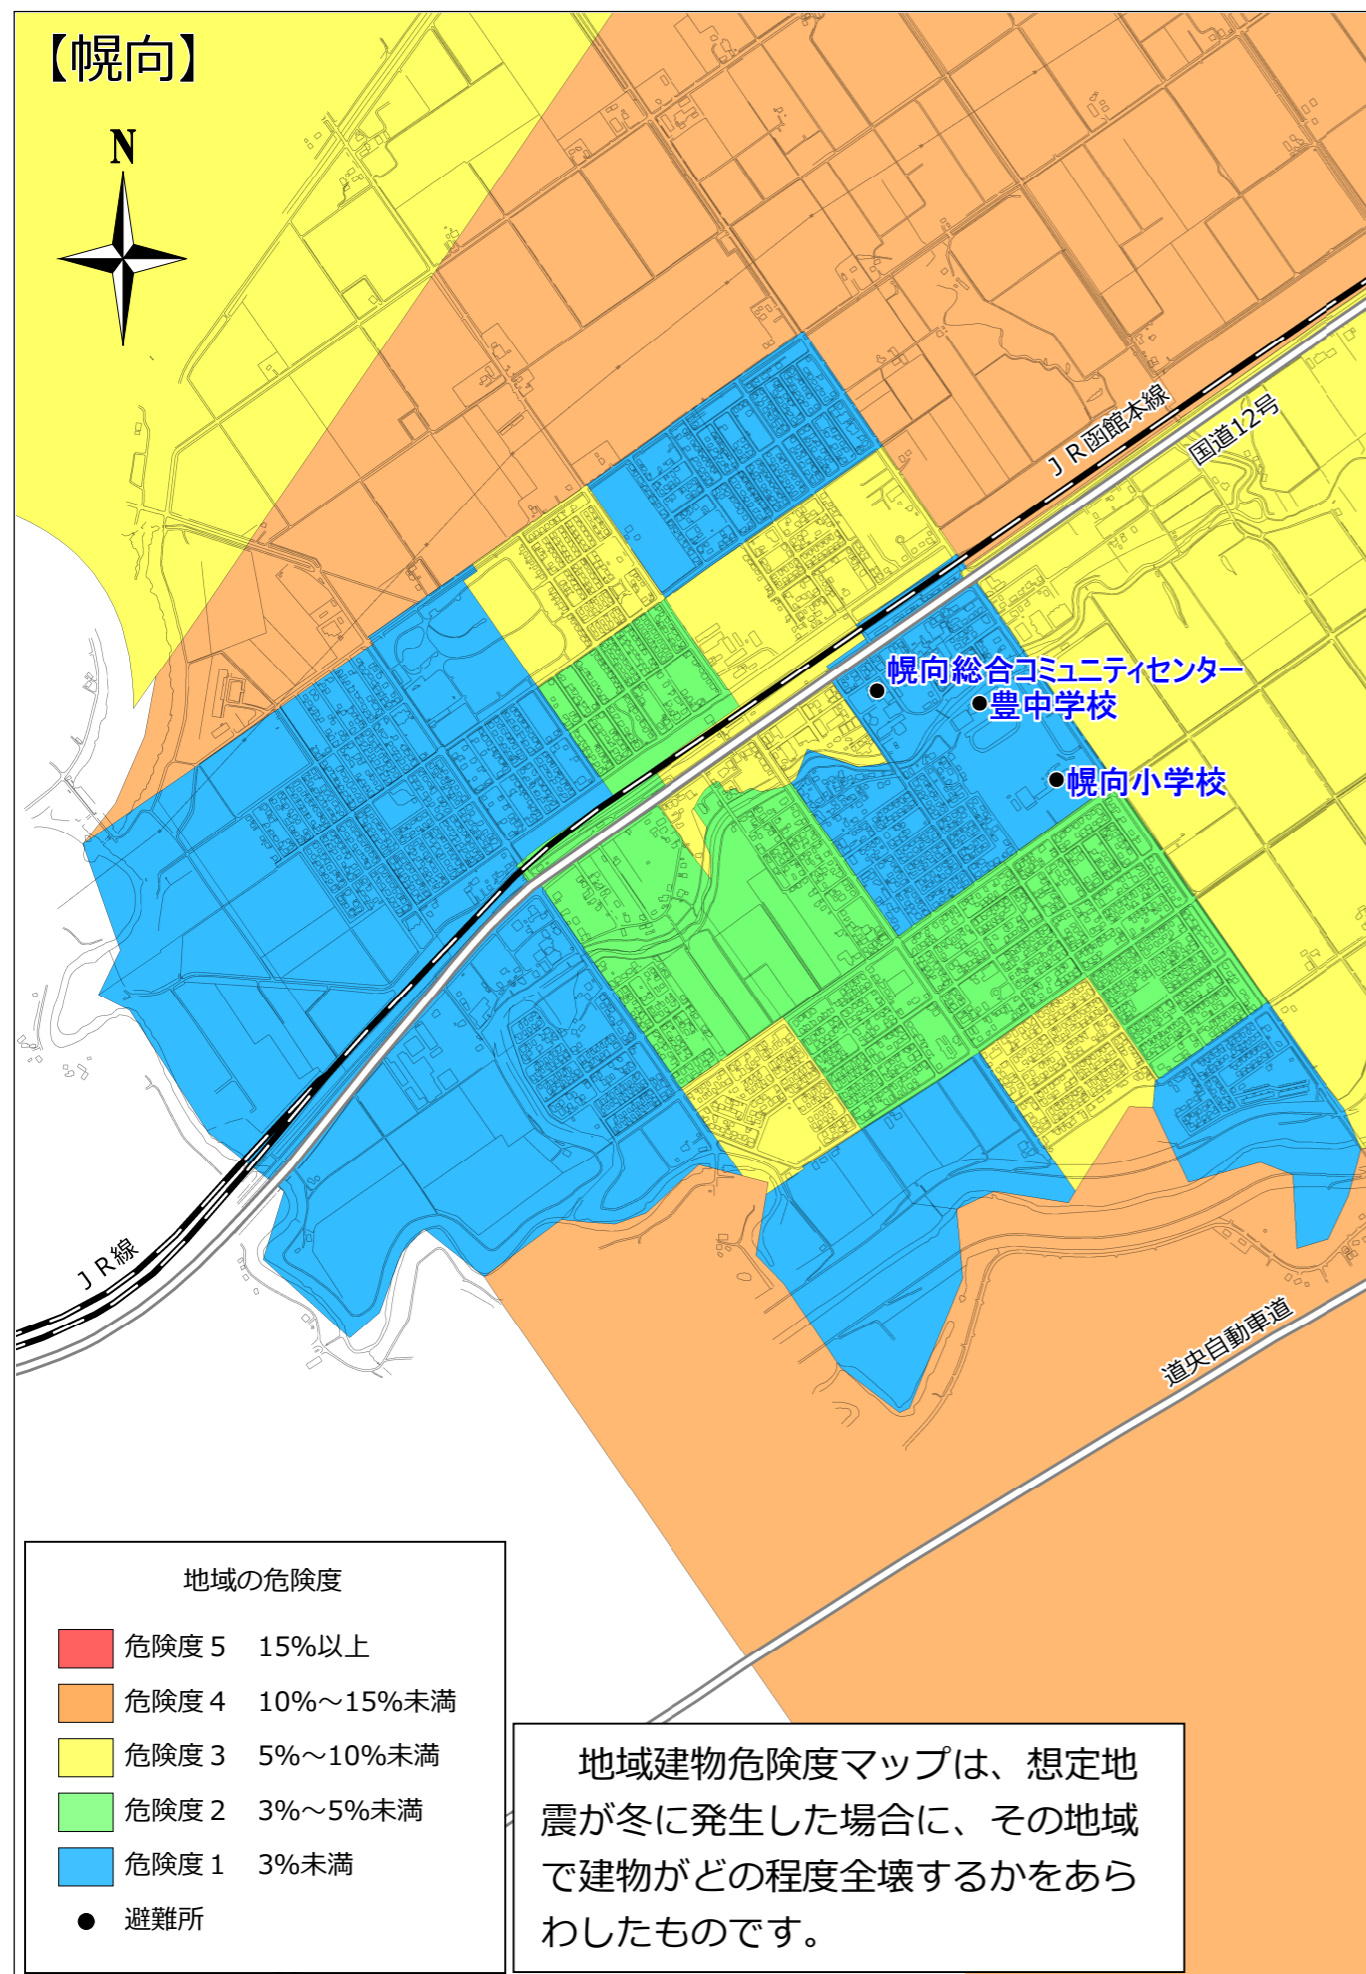 【幌向】
N
ＪＲ函館本線
国道12号
幌向総合コミュニティセンター
豊中学校
幌向小学校
ＪＲ線
道央自動車道
地域の危険度
危険度５ 15%以上
危険度４ 10%～15%未満
危険度３ 5%～10%未満
危険度２ 3%～5%未満
危険度１ 3%未満
避難所
地域建物危険度マップは、想定地
震が冬に発生した場合に、その地域
で建物がどの程度全壊するかをあら
わしたものです。